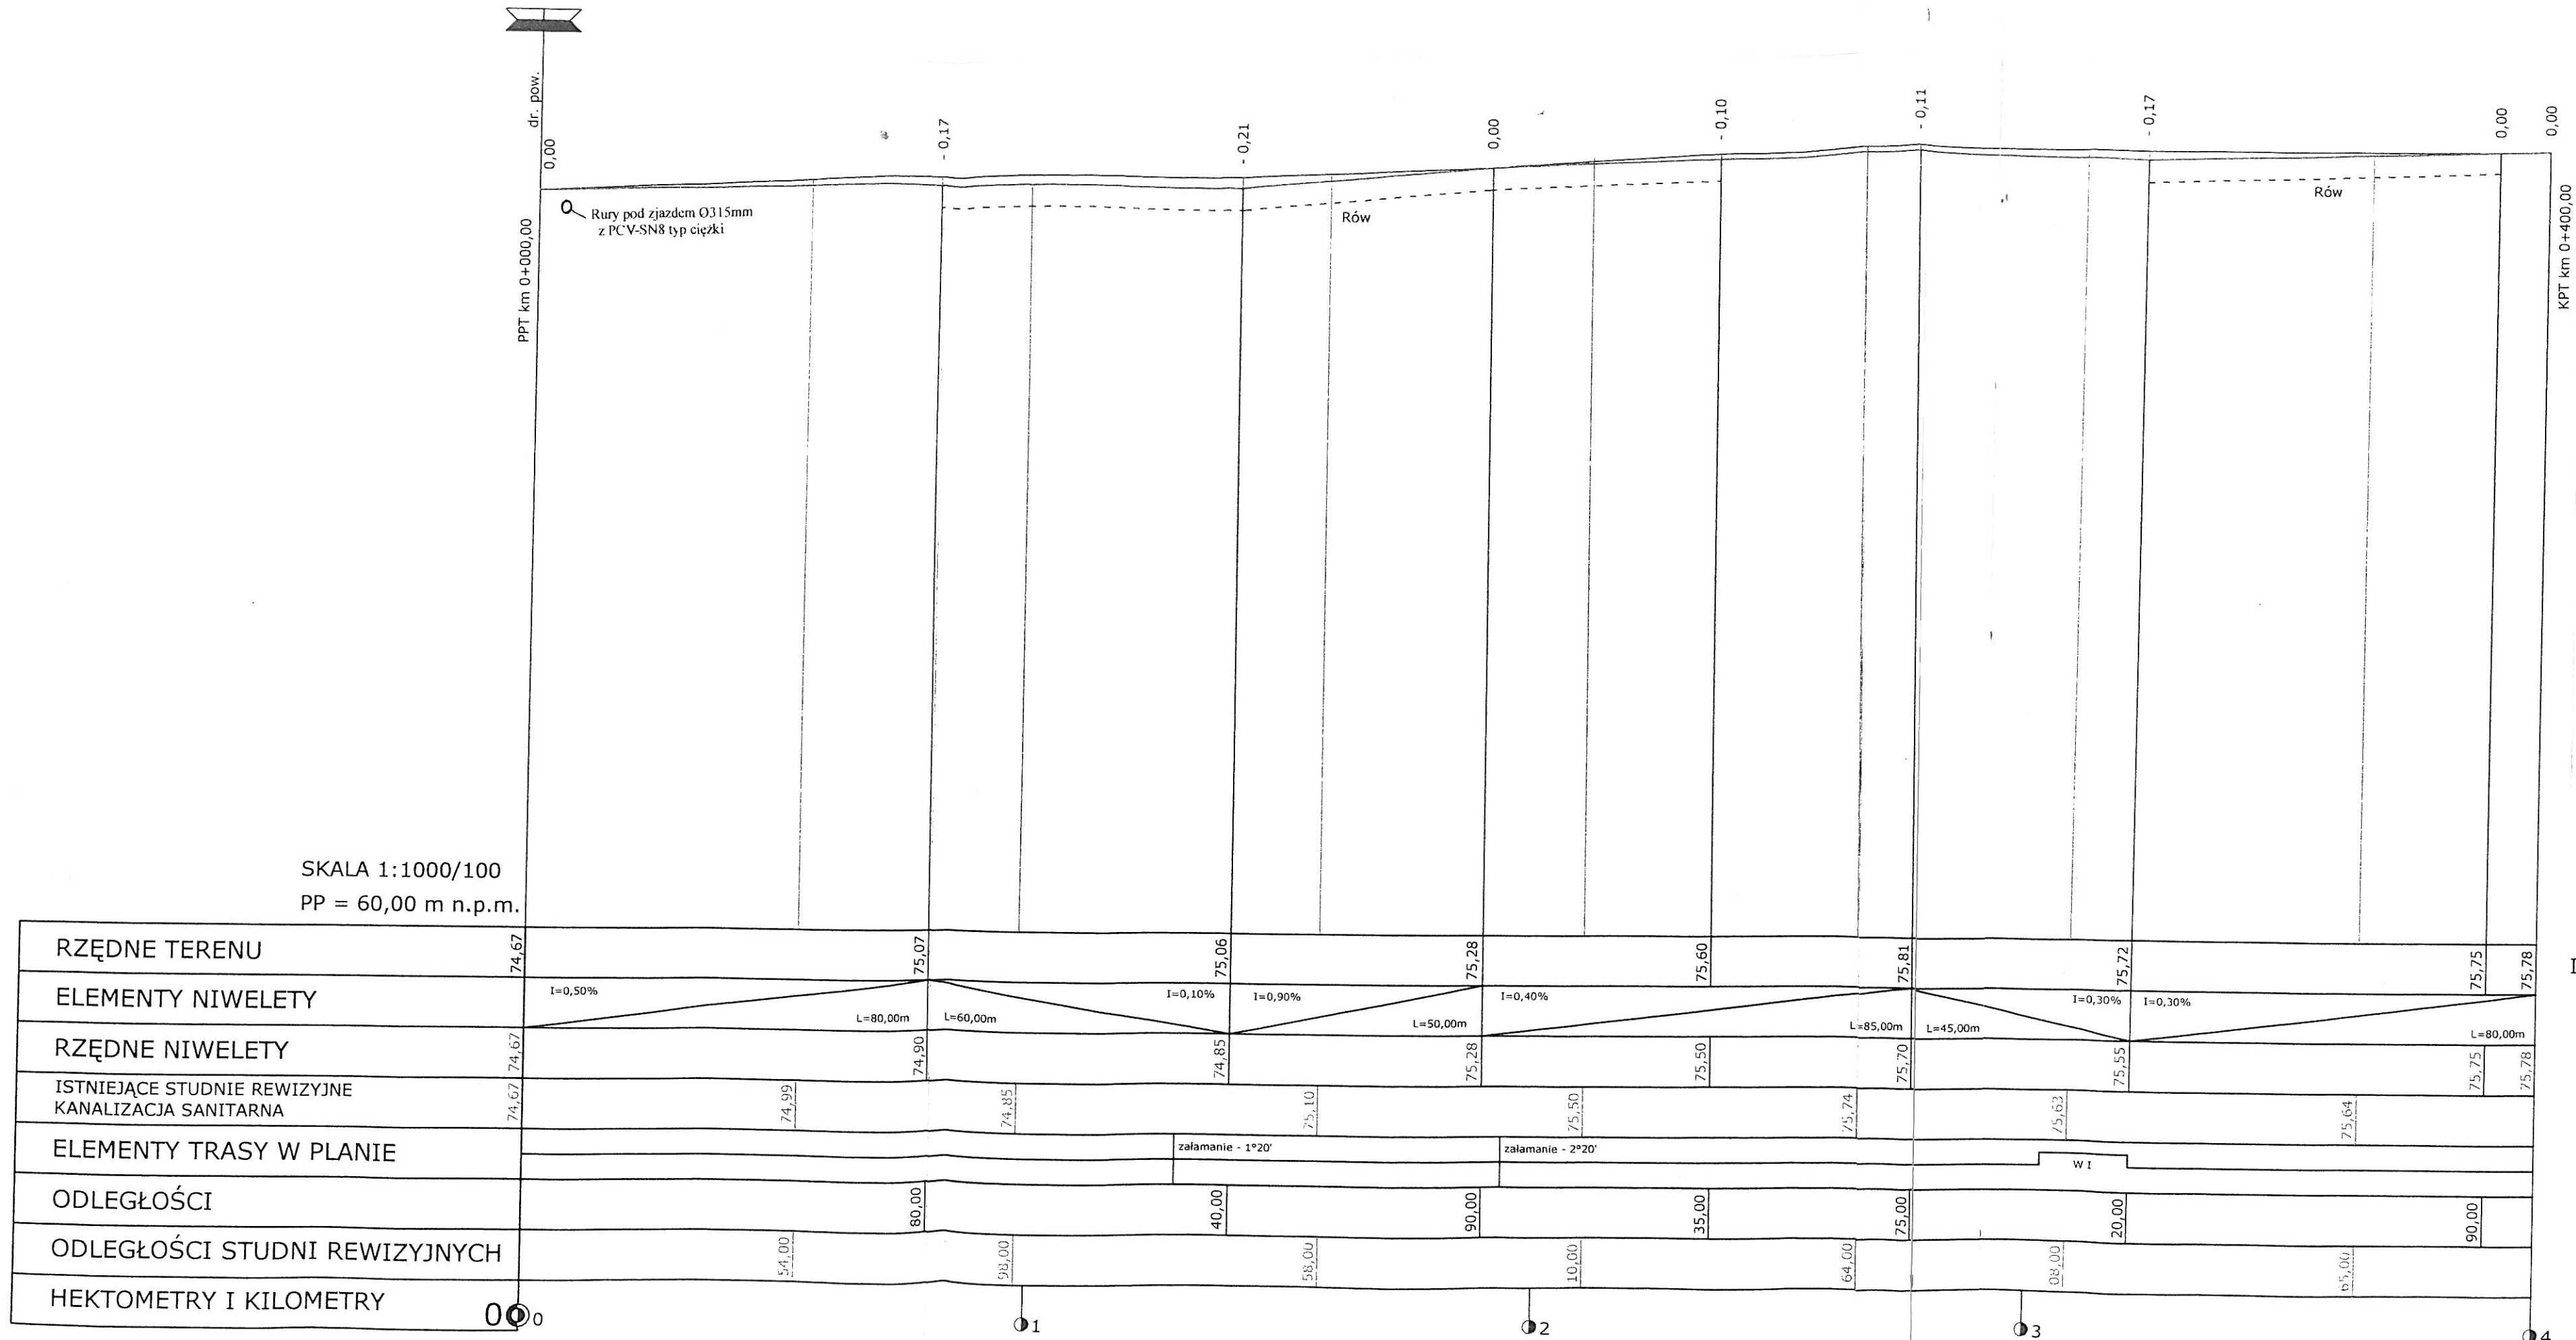 dr. pow.
0,00
- 0,17
- 0,21
0,00
- 0,10
- 0,11
- 0,17
0,00
0,00
PPT km 0+000,00
KPT km 0+400,00
Rury pod zjazdem Ø315mm
z PCV-SN8 typ ciężki
Rów
Rów
SKALA 1:1000/100
PP = 60,00 m n.p.m.
RZĘDNE TERENU 74,67 75,07 75,06 75,28 75,60 75,81 75,72 75,75 75,78
ELEMENTY NIWELETY
I=0,50% I=0,10% I=0,90% I=0,40% I=0,30% I=0,30%
L=80,00m L=60,00m L=50,00m L=85,00m L=45,00m L=80,00m
RZĘDNE NIWELETY 74,67 74,90 74,85 75,28 75,50 75,70 75,55 75,75 75,78
ISTNIEJĄCE STUDNIE REWIZYJNE
KANALIZACJA SANITARNA
74,67 74,99 74,85 75,10 75,50 75,74 75,63 75,64
ELEMENTY TRASY W PLANIE załamanie - 1°20' załamanie - 2°20' W I
ODLEGŁOŚCI 80,00 40,00 90,00 35,00 75,00 20,00 90,00
ODLEGŁOŚCI STUDNI REWIZYJNYCH 54,00 98,00 58,00 10,00 64,00 08,00 65,00
HEKTOMETRY I KILOMETRY 0 0 1 2 3 4